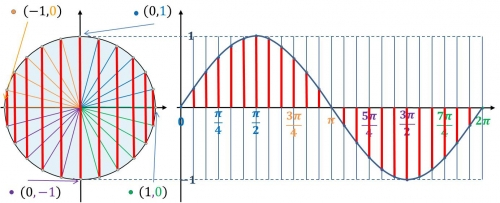 (−1,0)
(0,1)
1
0
π/4
π/2
3π/4
π
5π/4
3π/2
7π/4
2π
−1
(0,−1)
(1,0)